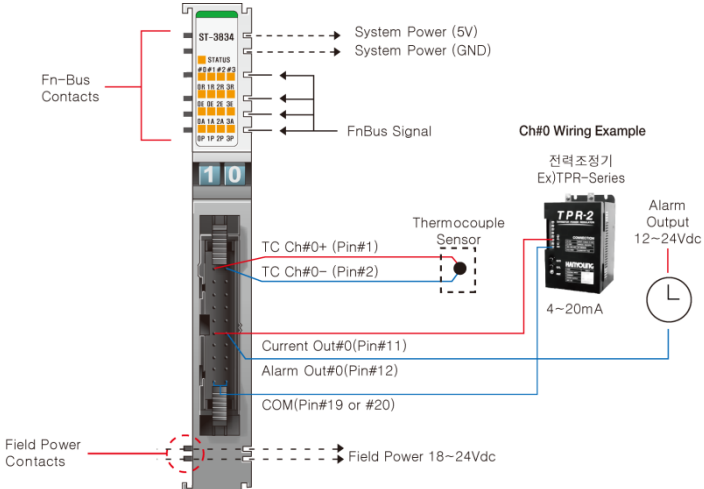 ST-3834
STATUS
#0#1#2#3
0R 1R 2R 3R
0E 0E 2E 3E
0A 1A 2A 3A
0P 1P 2P 3P
System Power (5V)
System Power (GND)
Fn-Bus
Contacts
FnBus Signal
10
Ch#0 Wiring Example
전력조정기
Ex)TPR-Series
TPR-2
HANYOUNG
4~20mA
Alarm
Output
12~24Vdc
Thermocouple
Sensor
TC Ch#0+ (Pin#1)
TC Ch#0- (Pin#2)
Current Out#0(Pin#11)
Alarm Out#0(Pin#12)
COM(Pin#19 or #20)
Field Power
Contacts
Field Power 18~24Vdc